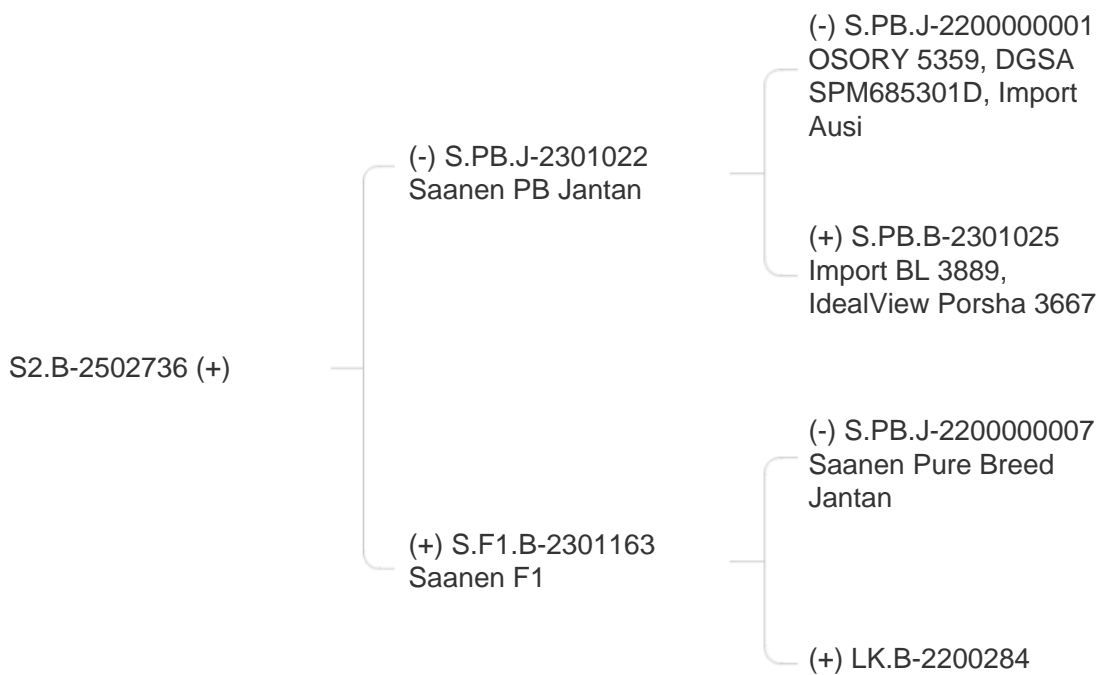 (-) S.PB.J-2200000001
OSORY 5359, DGSA
SPM685301D, Import
Ausi
(-) S.PB.J-2301022
Saanen PB Jantan
(+) S.PB.B-2301025
Import BL 3889,
IdealView Porsha 3667
S2.B-2502736 (+)
(-) S.PB.J-2200000007
Saanen Pure Breed
Jantan
(+) S.F1.B-2301163
Saanen F1
(+) LK.B-2200284